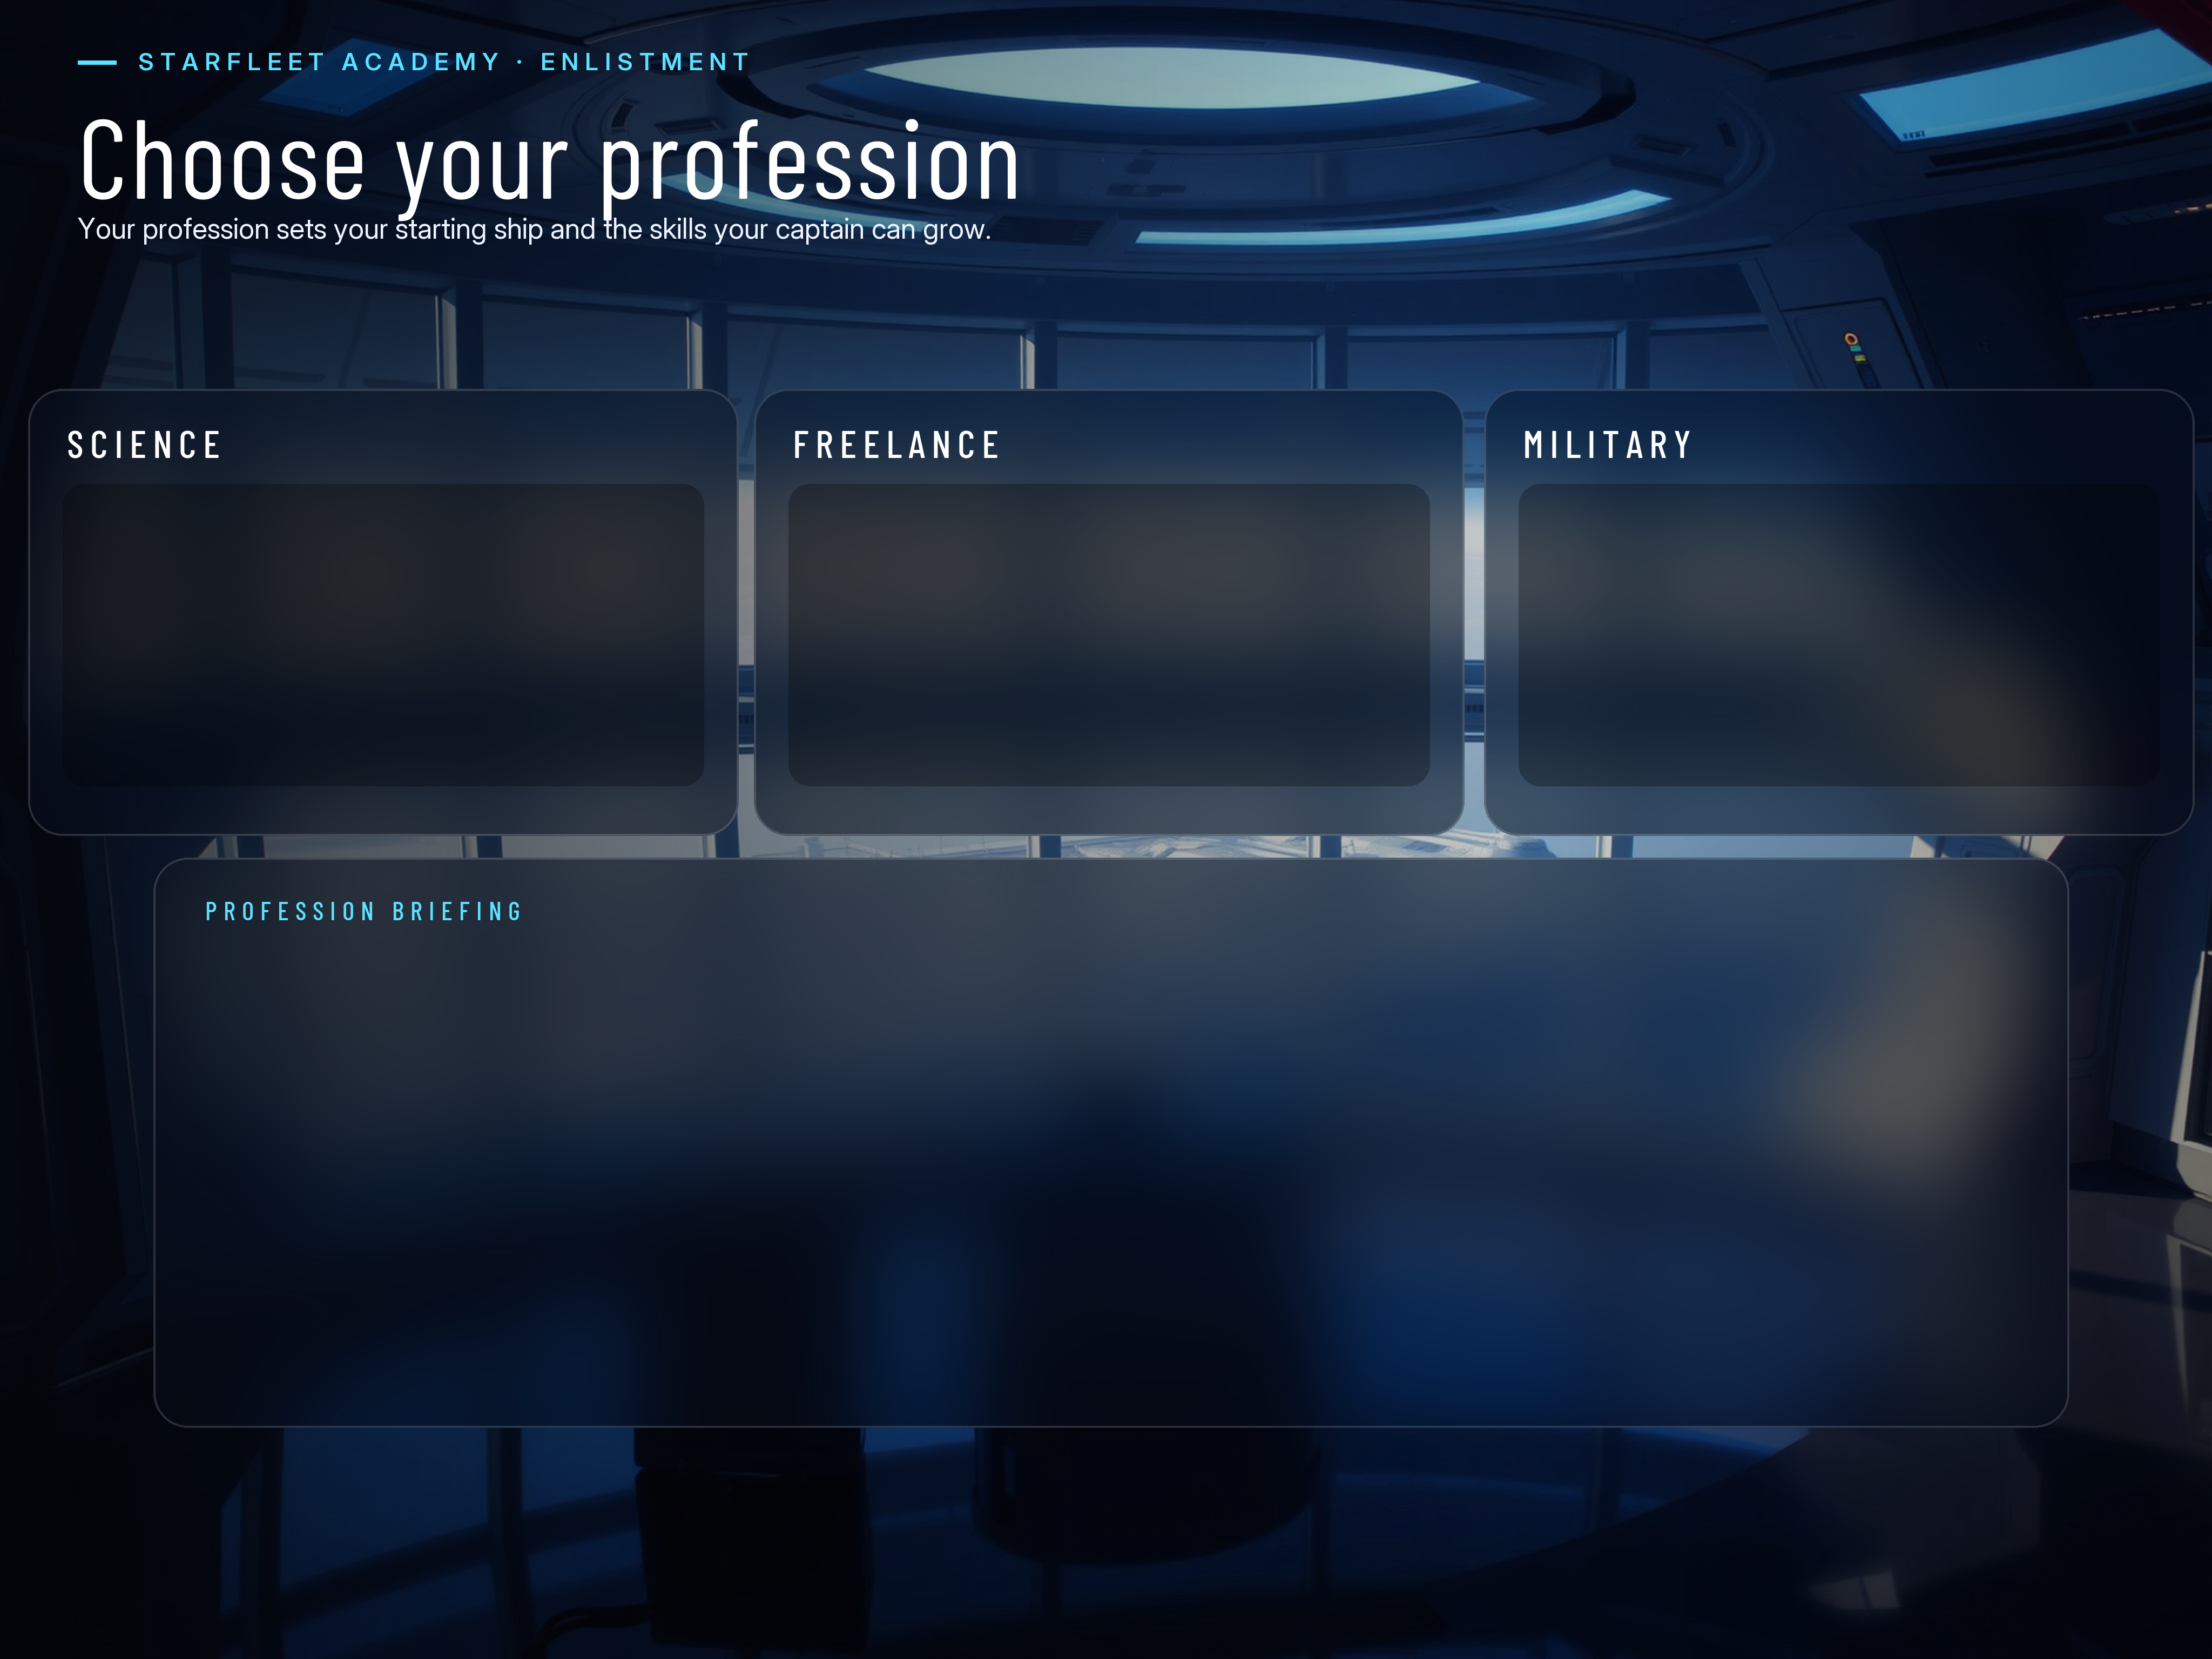 STARFLEET ACADEMY · ENLISTMENT
Choose your profession
Your profession sets your starting ship and the skills your captain can grow.
SCIENCE
FREELANCE
MILITARY
PROFESSION BRIEFING